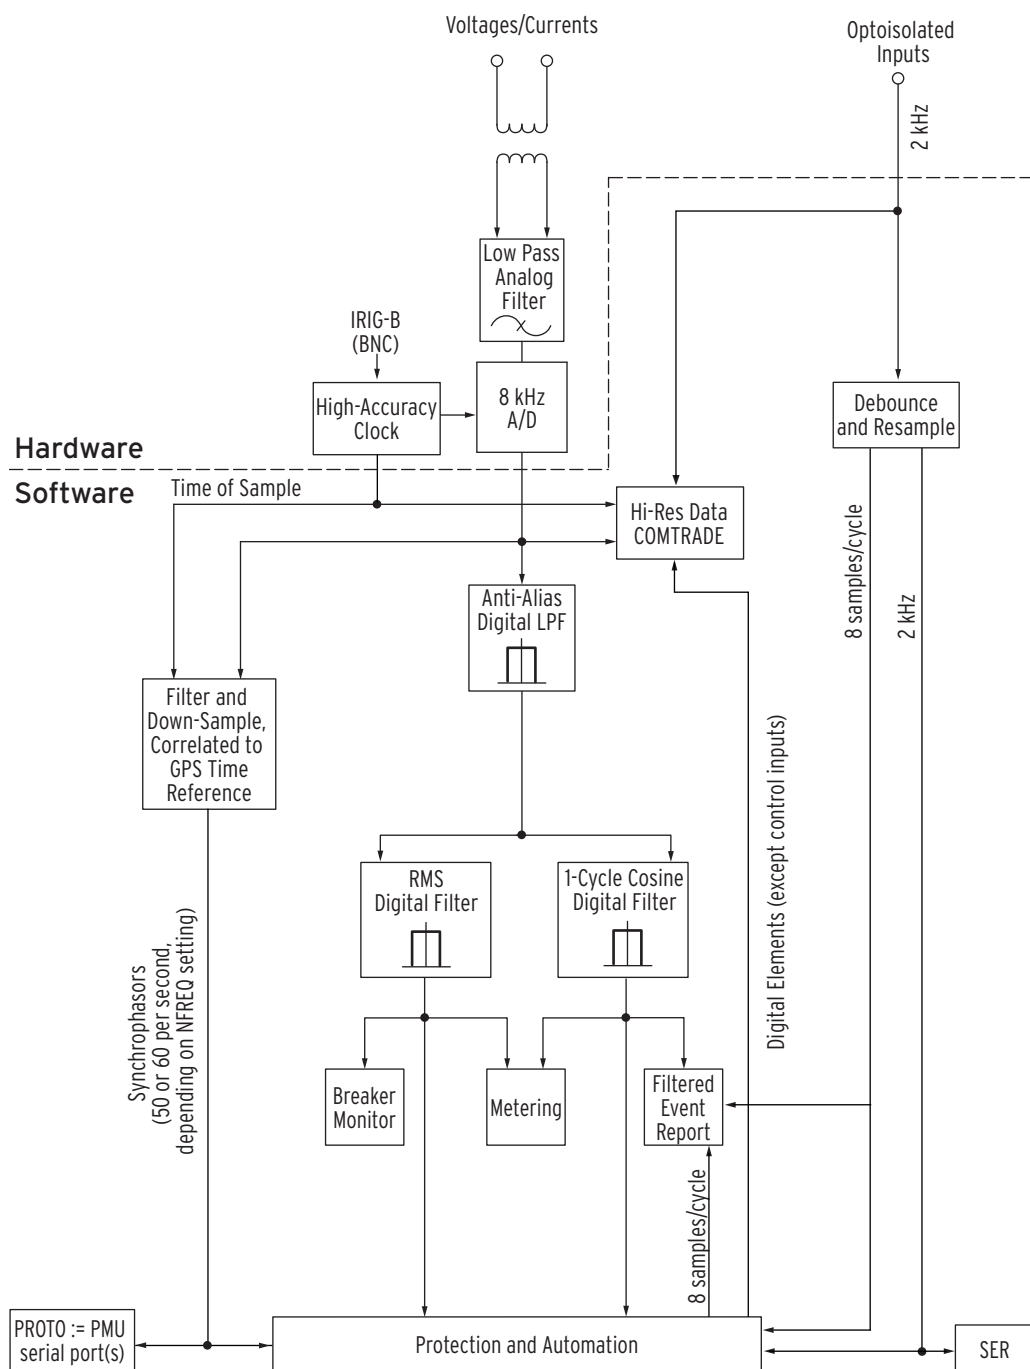 Voltages/Currents
Optoisolated
Inputs
2 kHz
Low Pass
Analog
Filter
IRIG-B
(BNC)
High-Accuracy
Clock
8 kHz
A/D
Debounce
and Resample
Hardware
Software
Time of Sample
Hi-Res Data
COMTRADE
8 samples/cycle
2 kHz
Anti-Alias
Digital LPF
Filter and
Down-Sample,
Correlated to
GPS Time
Reference
Digital Elements (except control inputs)
RMS
Digital Filter
1-Cycle Cosine
Digital Filter
Synchrophasors
(50 or 60 per second,
depending on NFREQ setting)
Breaker
Monitor
Metering
Filtered
Event
Report
8 samples/cycle
PROTO := PMU
serial port(s)
Protection and Automation
SER